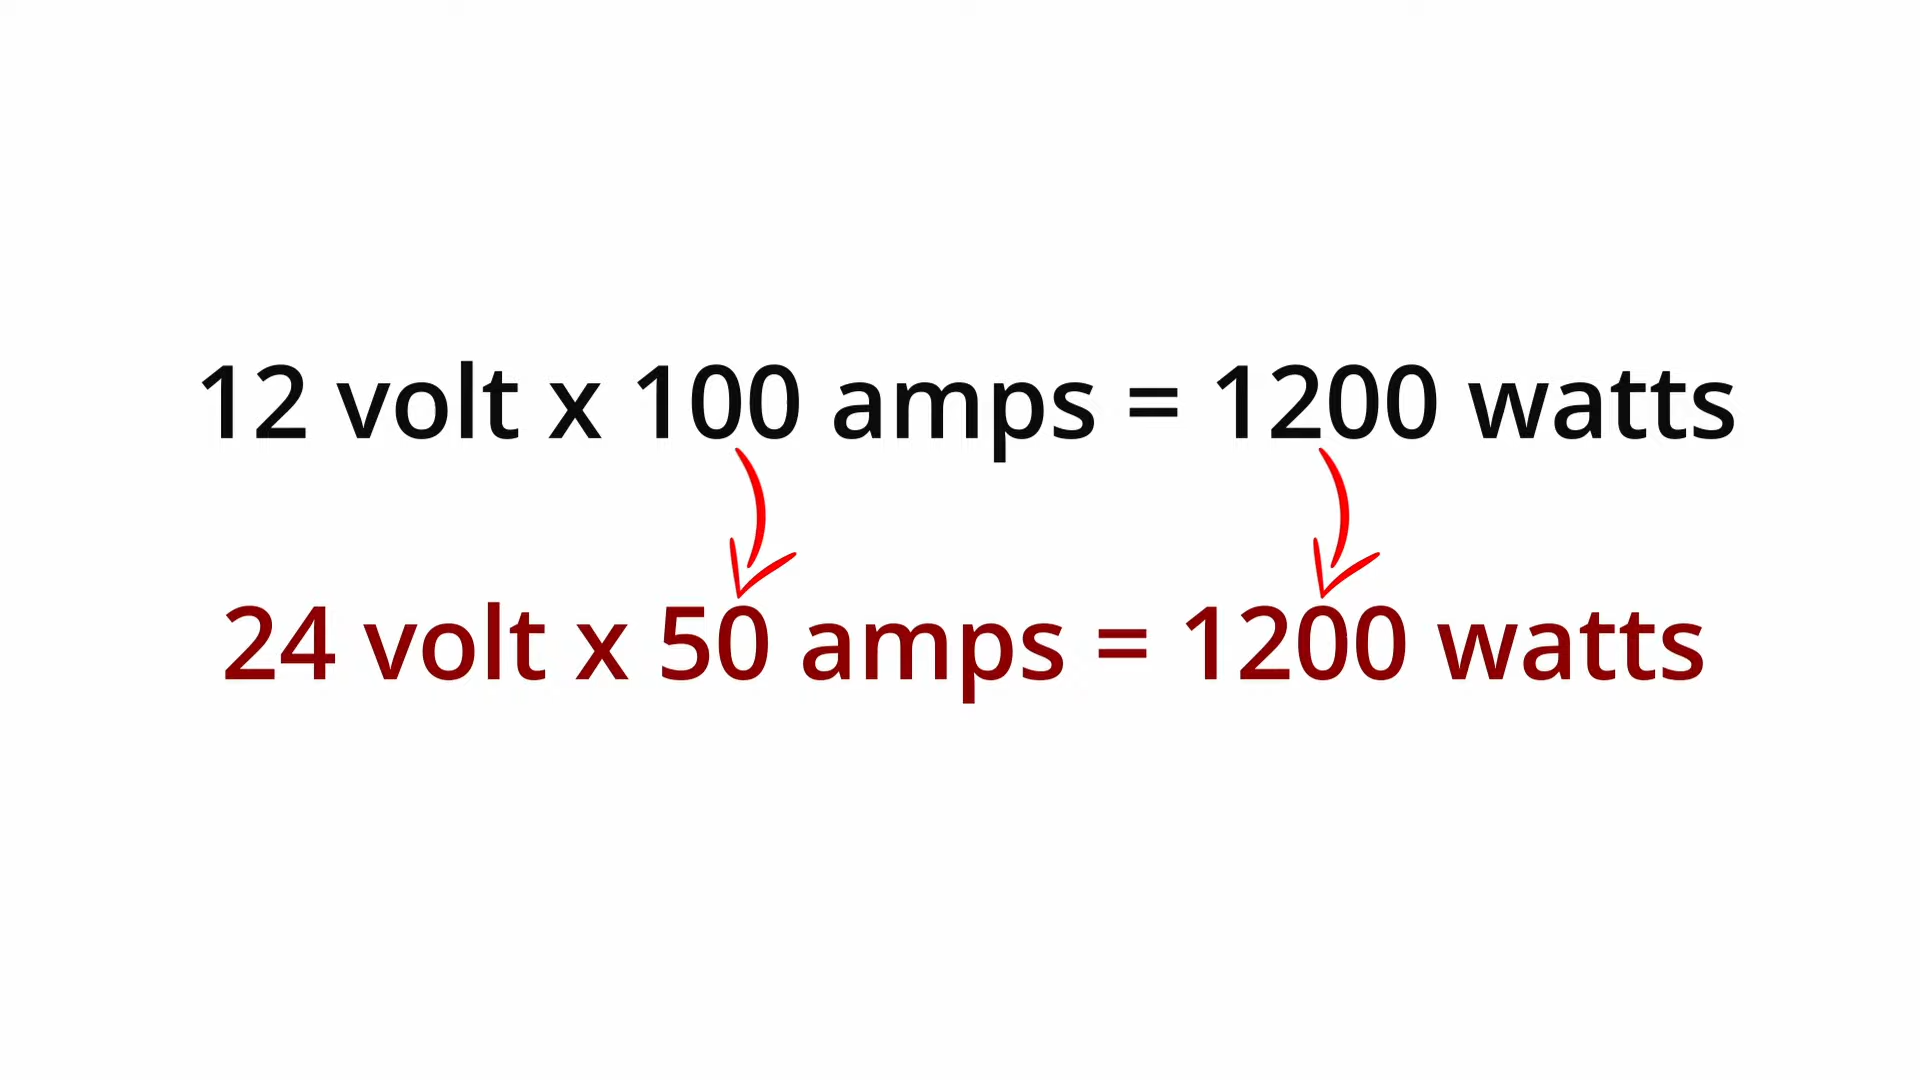 12 volt x 100 amps = 1200 watts
24 volt x 50 amps = 1200 watts